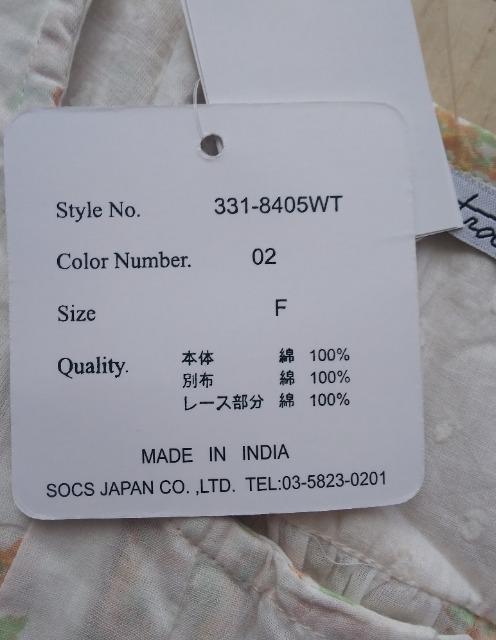 Style No. 331-8405WT
Color Number. 02
Size F
Quality. 本体 綿 100%
別布 綿 100%
レース部分 綿 100%
MADE IN INDIA
SOCS JAPAN CO. ,LTD. TEL:03-5823-0201